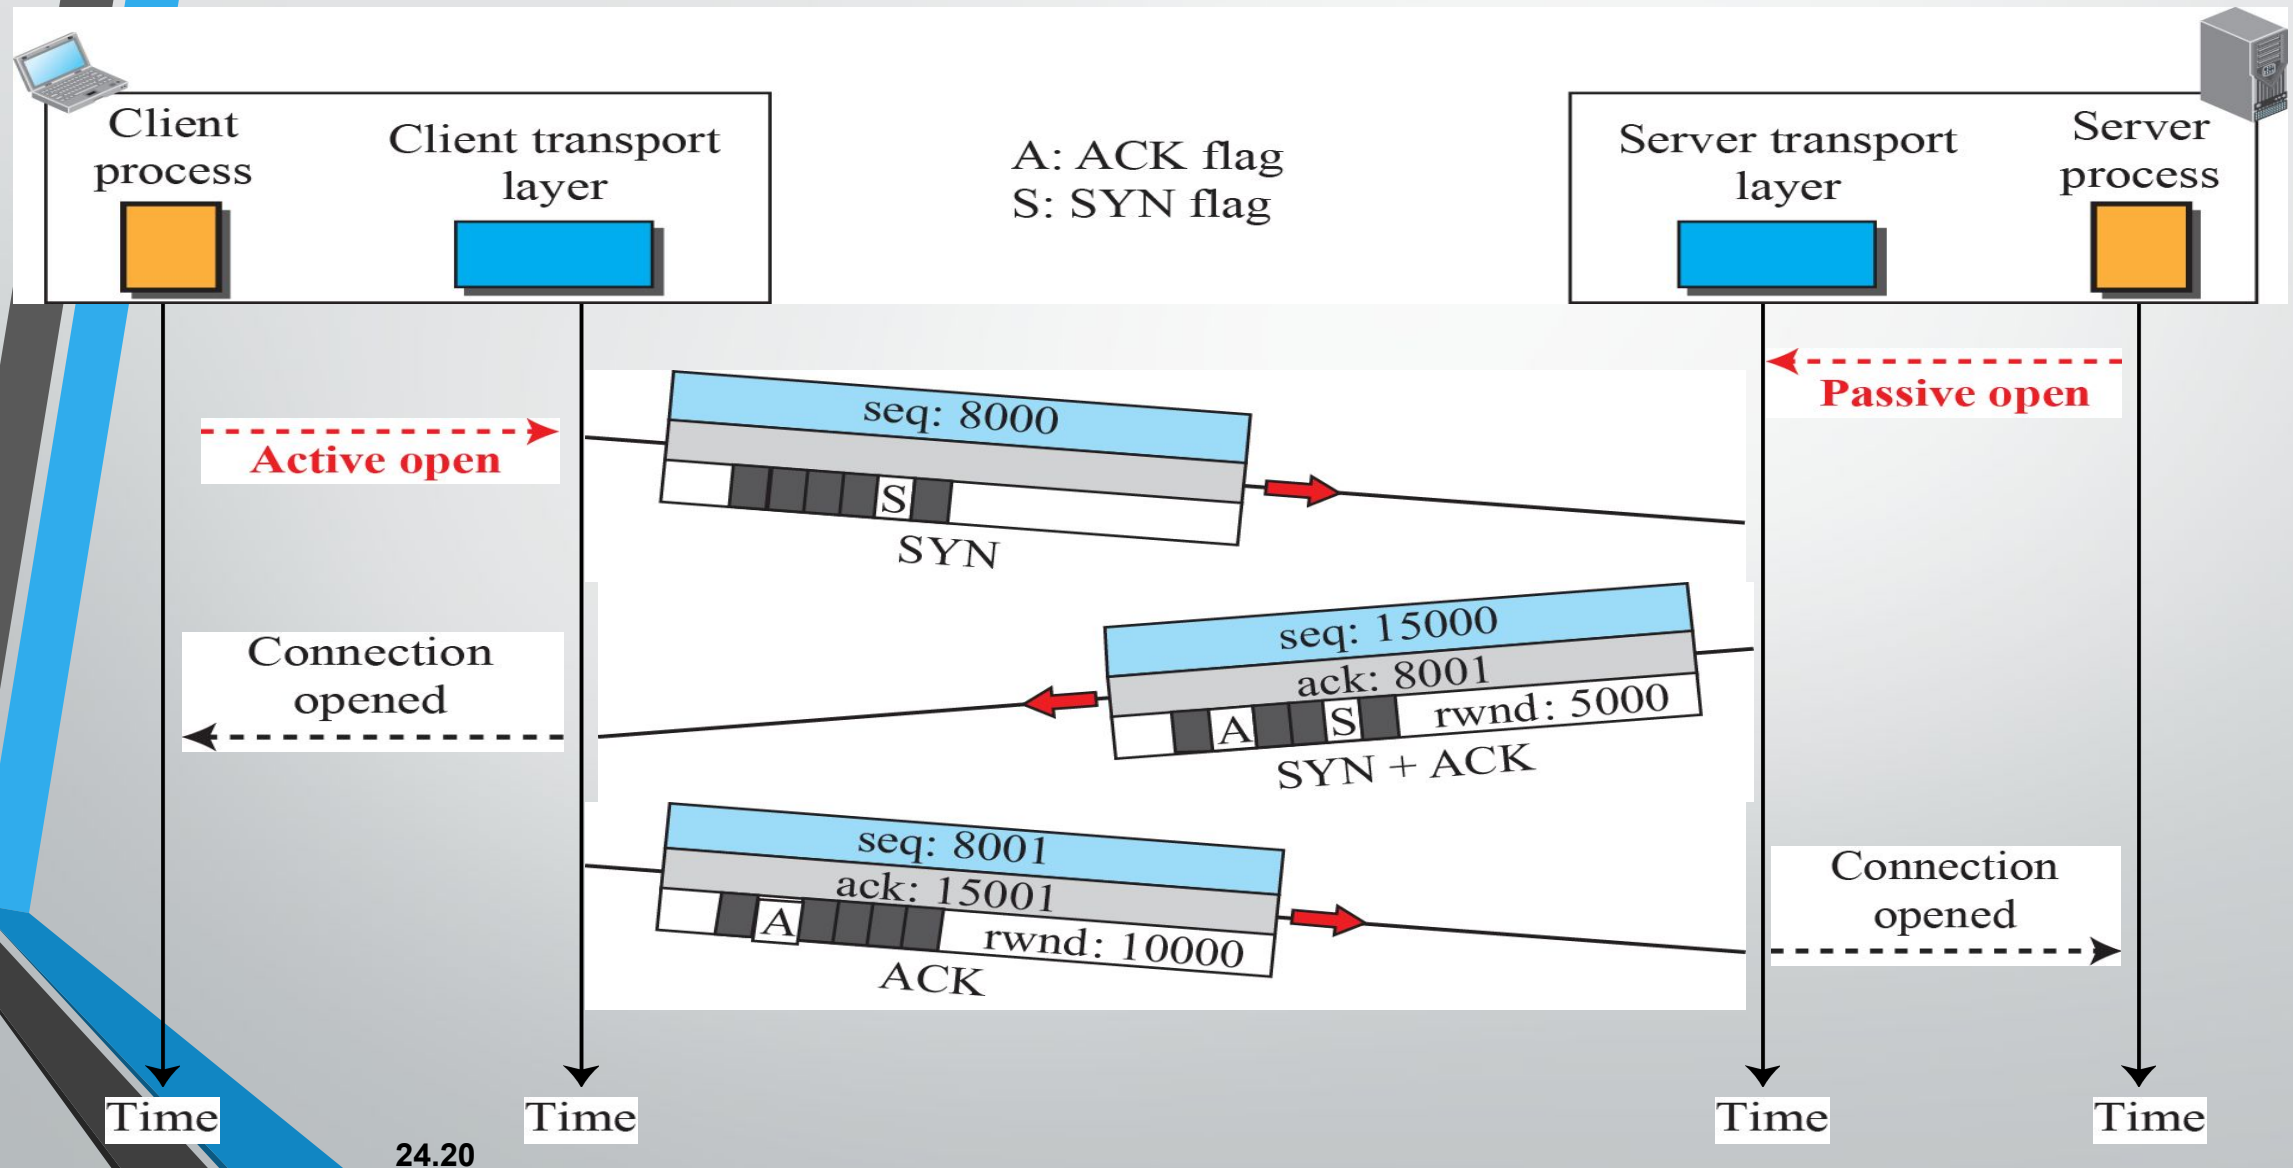 Client
process
Client transport
layer
A: ACK flag
S: SYN flag
Server transport
layer
Server
process
Passive open
Active open
seq: 8000
S
SYN
seq: 15000
ack: 8001
A
S
rwnd: 5000
SYN + ACK
Connection
opened
seq: 8001
ack: 15001
A
rwnd: 10000
ACK
Connection
opened
Time
Time
Time
Time
24.20